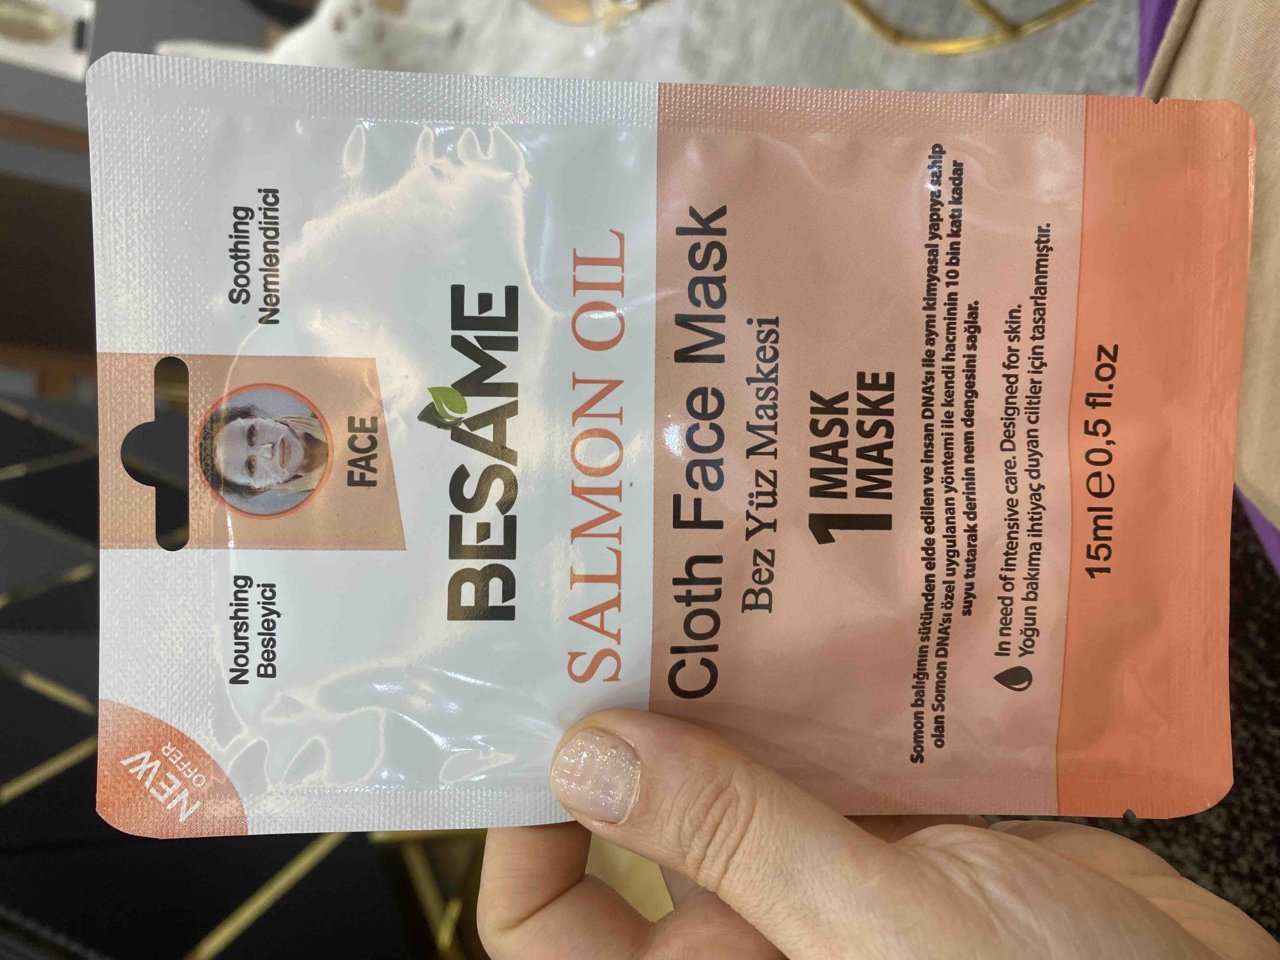 NEW
OFFER
Nourshing
Besleyici
Soothing
Nemlendirici
FACE
BESAME
SALMON OIL
Cloth Face Mask
Bez Yüz Maskesi
1 MASK
MASKE
Somon balığının sütünden elde edilen ve insan DNA'sı ile aynı kimyasal yapıya sahip
olan Somon DNA'sı özel uygulanan yöntemi ile kendi hacminin 10 bin katı kadar
suyu tutarak derinin nem dengesini sağlar.
In need of intensive care. Designed for skin.
Yoğun bakıma ihtiyaç duyan ciltler için tasarlanmıştır.
15ml e 0,5 fl.oz